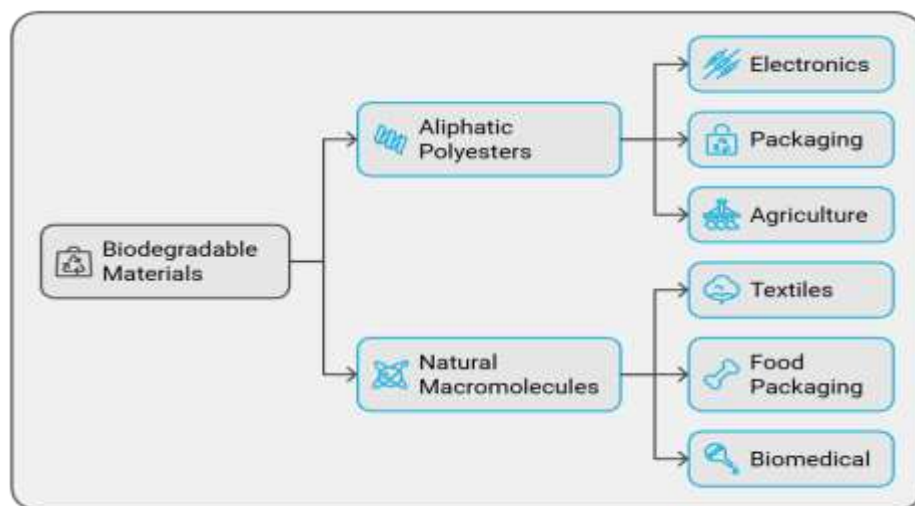 Biodegradable
Materials
Aliphatic
Polyesters
Electronics
Packaging
Agriculture
Natural
Macromolecules
Textiles
Food
Packaging
Biomedical